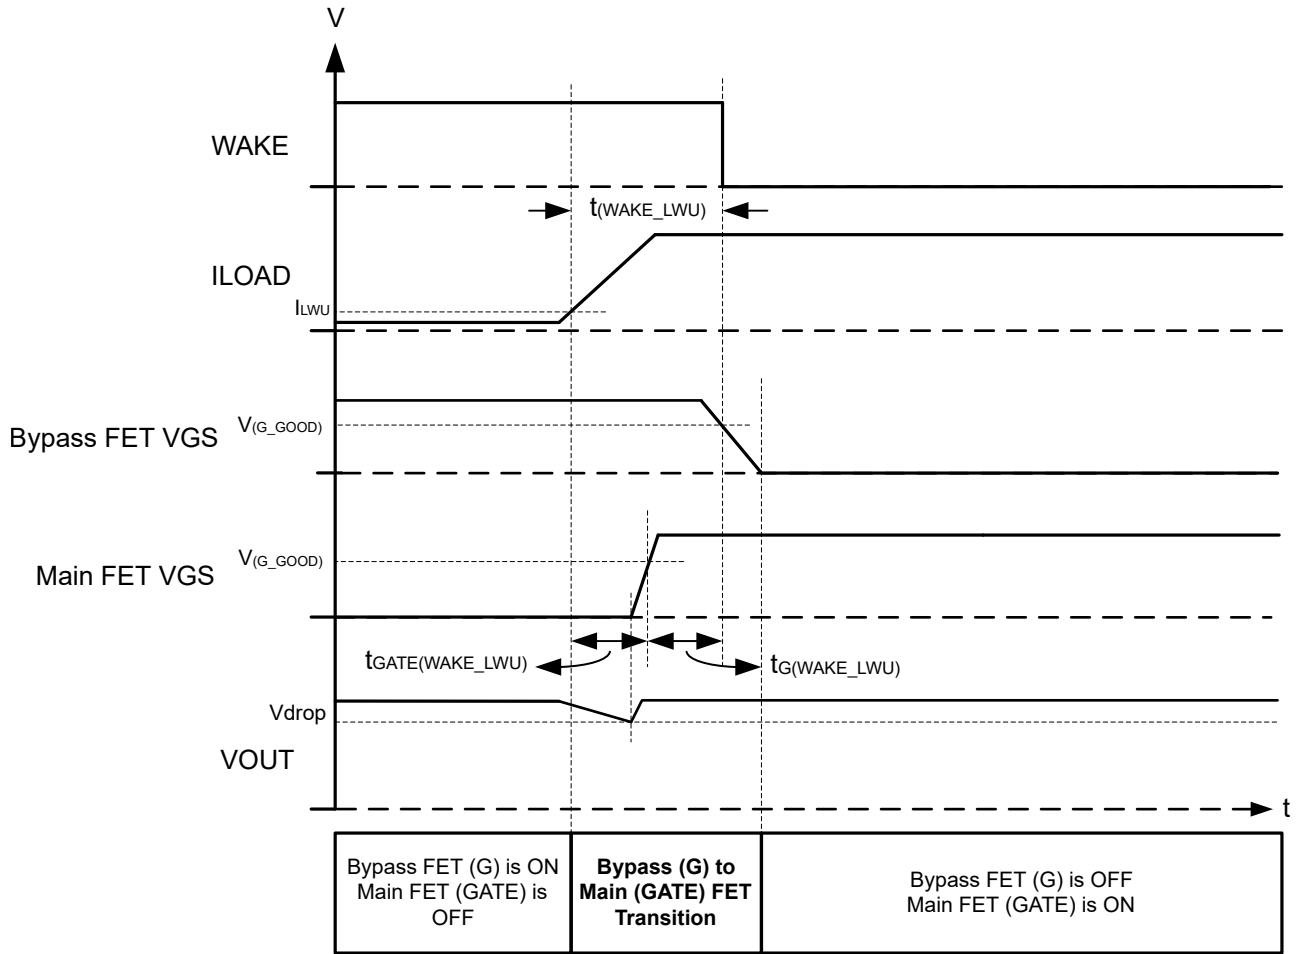 V
WAKE
t(WAKE_LWU)
ILOAD
ILWU
V(G_GOOD)
Bypass FET VGS
V(G_GOOD)
Main FET VGS
tGATE(WAKE_LWU)
tG(WAKE_LWU)
Vdrop
VOUT
t
Bypass FET (G) is ON
Main FET (GATE) is
OFF
Bypass (G) to
Main (GATE) FET
Transition
Bypass FET (G) is OFF
Main FET (GATE) is ON